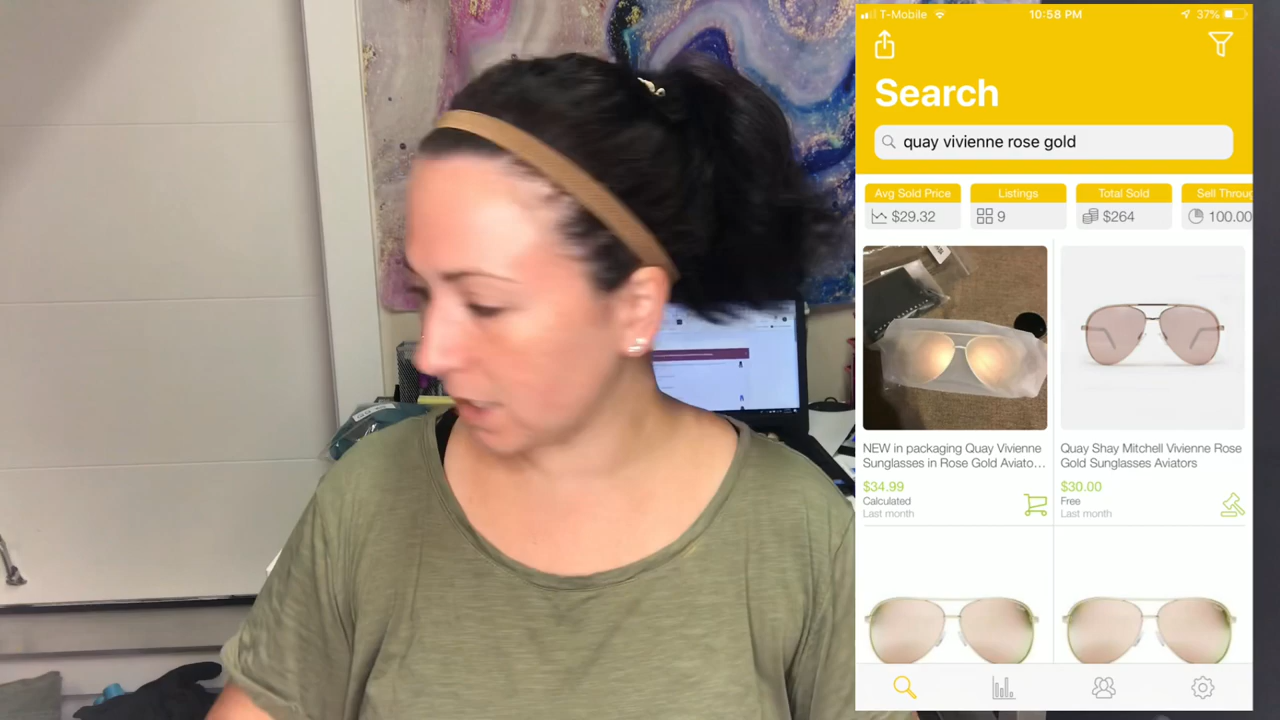 T-Mobile 10:58 PM 37%
Search
quay vivienne rose gold
Avg Sold Price Listings Total Sold Sell Throug
$29.32 9 $264 100.00
NEW in packaging Quay Vivienne
Sunglasses in Rose Gold Aviato...
$34.99
Calculated
Last month
Quay Shay Mitchell Vivienne Rose
Gold Sunglasses Aviators
$30.00
Free
Last month